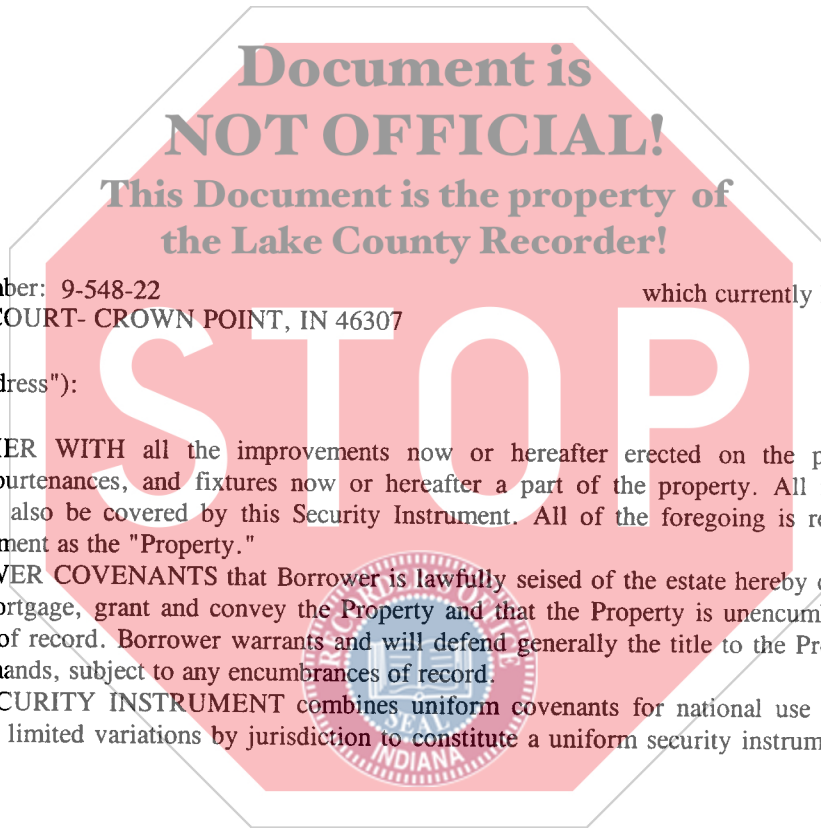 Document is
NOT OFFICIAL!
This Document is the property of
the Lake County Recorder!
ber: 9-548-22 which currently
COURT- CROWN POINT, IN 46307
dress"):
STOP
ER WITH all the improvements now or hereafter erected on the p
purtenances, and fixtures now or hereafter a part of the property. All
also be covered by this Security Instrument. All of the foregoing is re
ment as the "Property."
VER COVENANTS that Borrower is lawfully seised of the estate hereby
ortgage, grant and convey the Property and that the Property is unencum
of record. Borrower warrants and will defend generally the title to the Pr
ands, subject to any encumbrances of record.
CURITY INSTRUMENT combines uniform covenants for national use
limited variations by jurisdiction to constitute a uniform security instrum
RECORDER'S OFFICE
SEAL
INDIANA